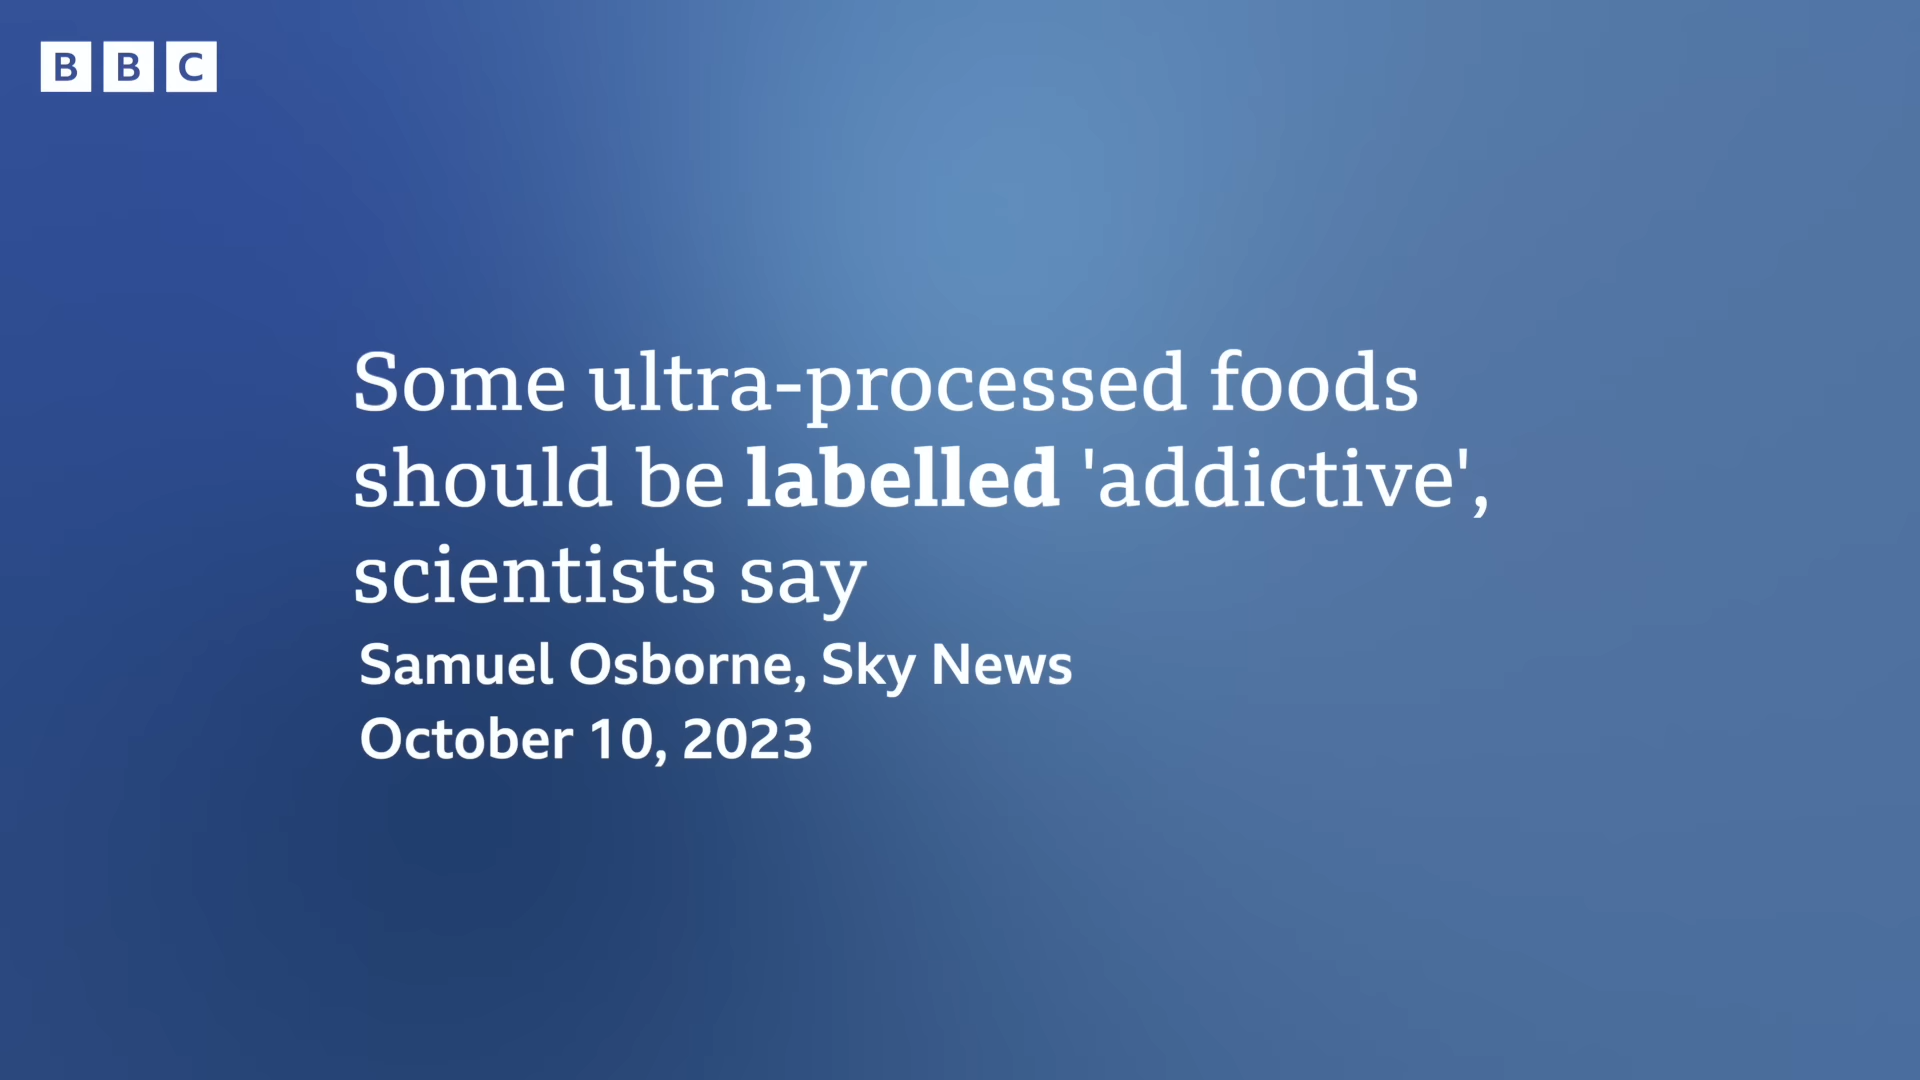 BBC
Some ultra-processed foods
should be labelled 'addictive',
scientists say
Samuel Osborne, Sky News
October 10, 2023